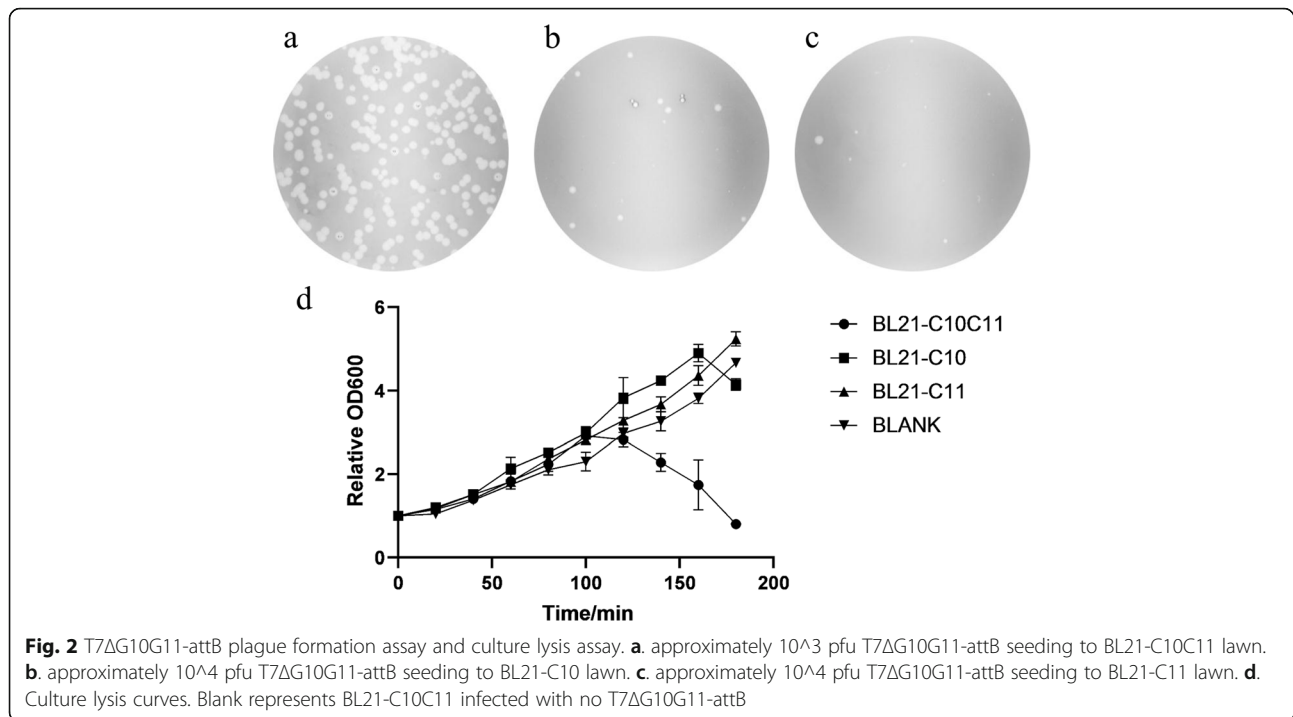 a
b
c
d
6
4
2
0
Relative OD600
0
50
100
150
200
Time/min
BL21-C10C11
BL21-C10
BL21-C11
BLANK
Fig. 2 T7ΔG10G11-attB plague formation assay and culture lysis assay. a. approximately 10^3 pfu T7ΔG10G11-attB seeding to BL21-C10C11 lawn.
b. approximately 10^4 pfu T7ΔG10G11-attB seeding to BL21-C10 lawn. c. approximately 10^4 pfu T7ΔG10G11-attB seeding to BL21-C11 lawn. d.
Culture lysis curves. Blank represents BL21-C10C11 infected with no T7ΔG10G11-attB